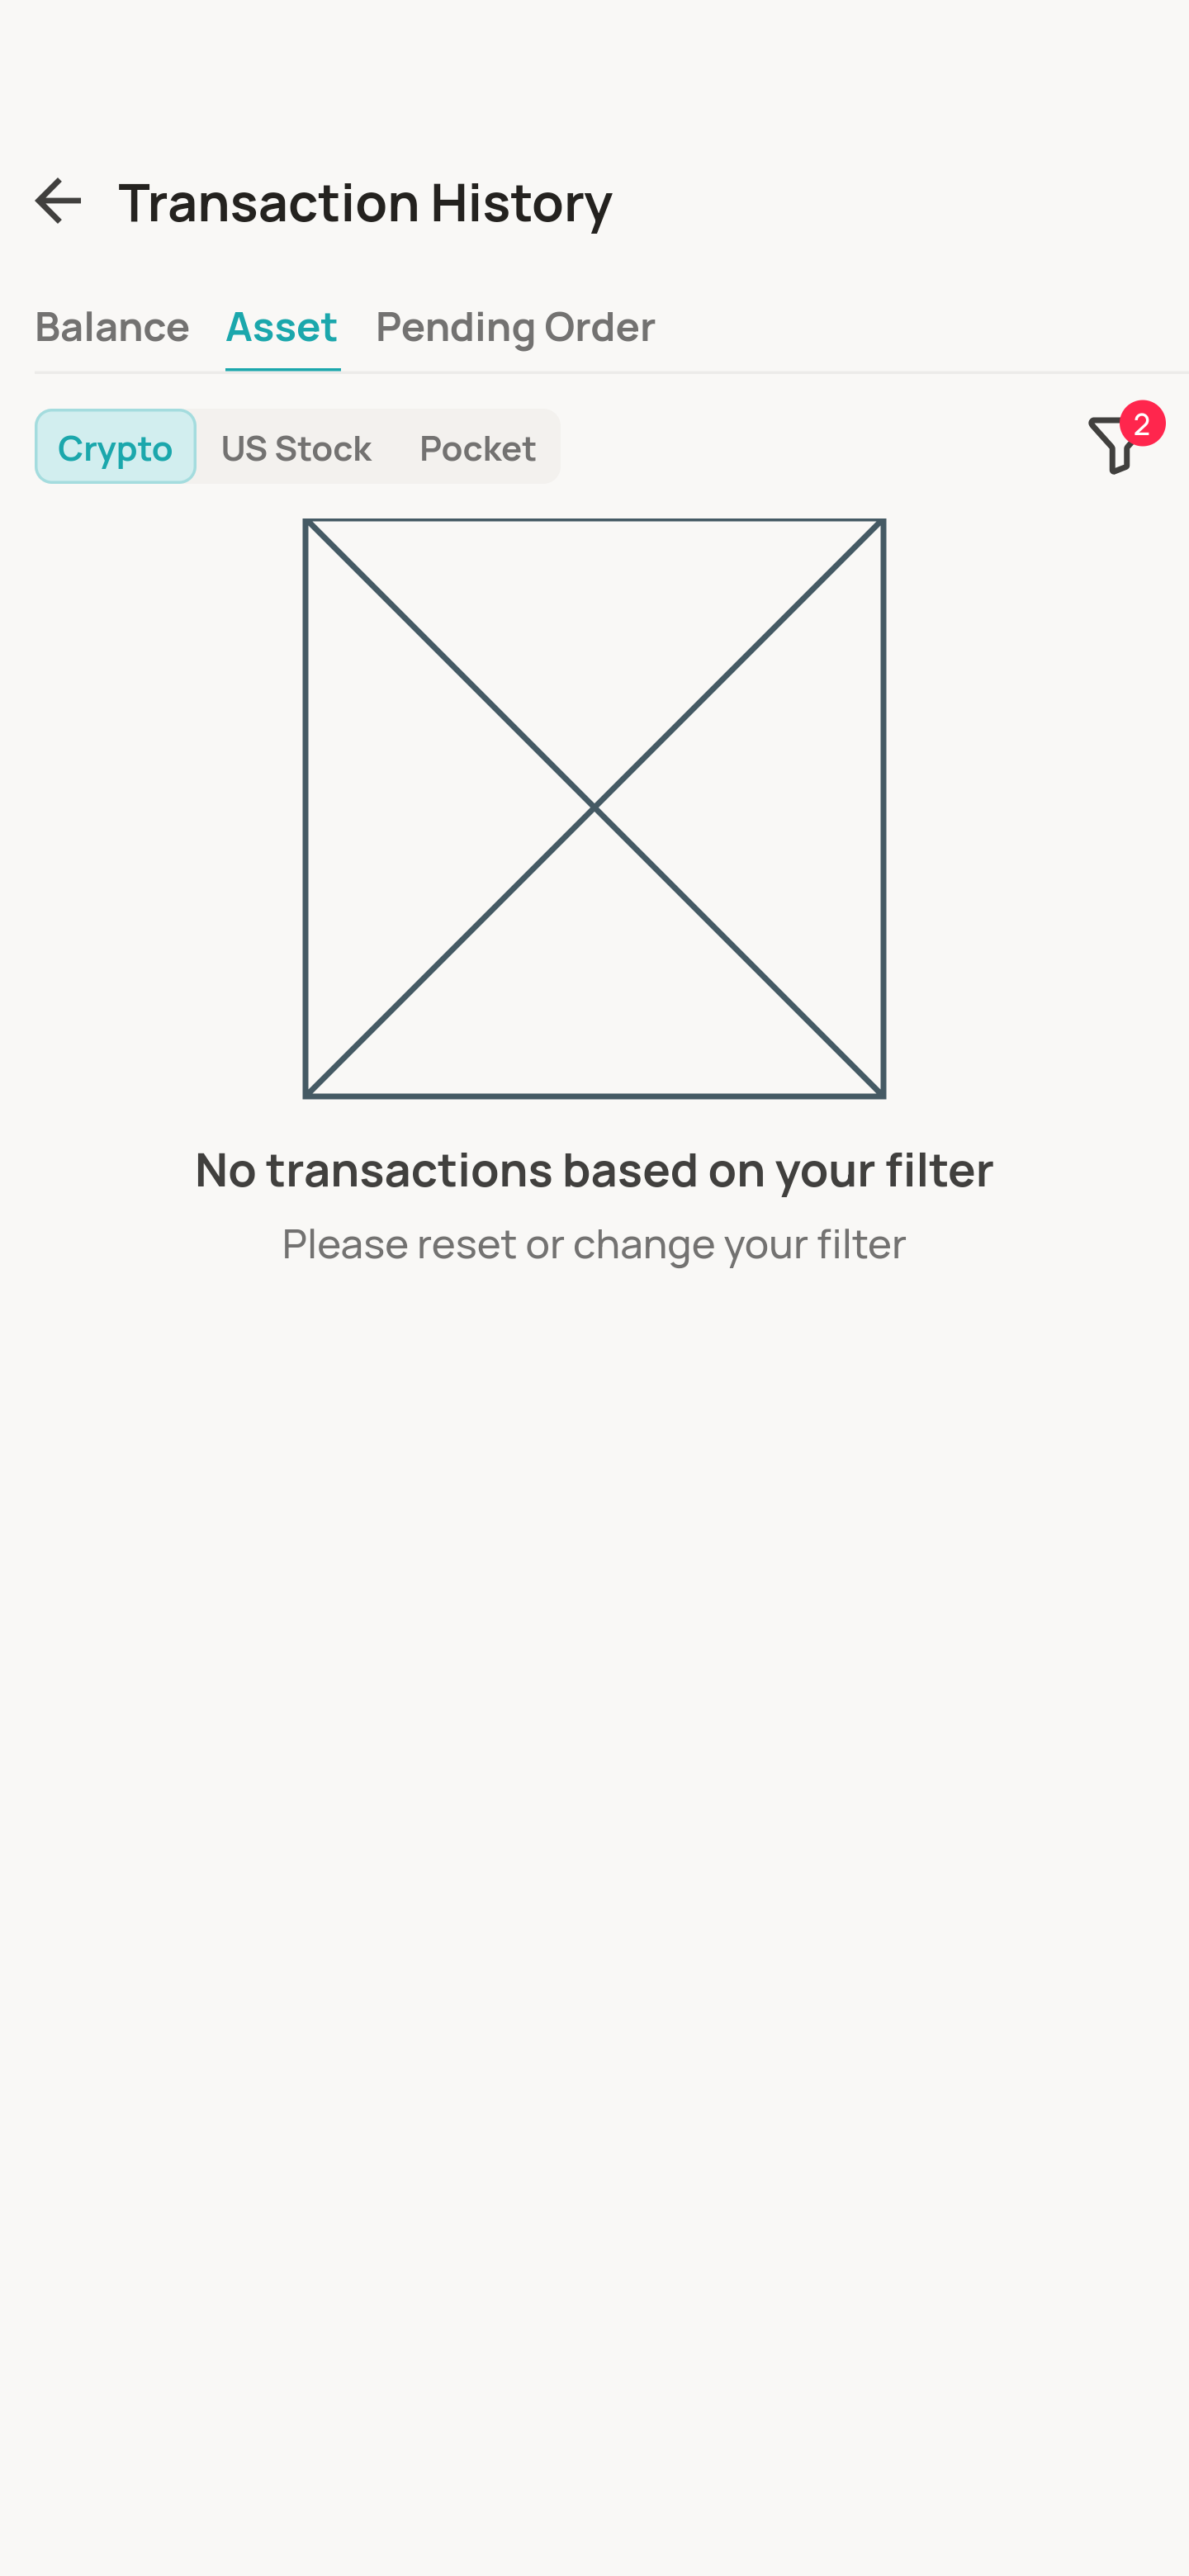 Transaction History
Balance Asset Pending Order
Crypto US Stock Pocket 2
No transactions based on your filter
Please reset or change your filter